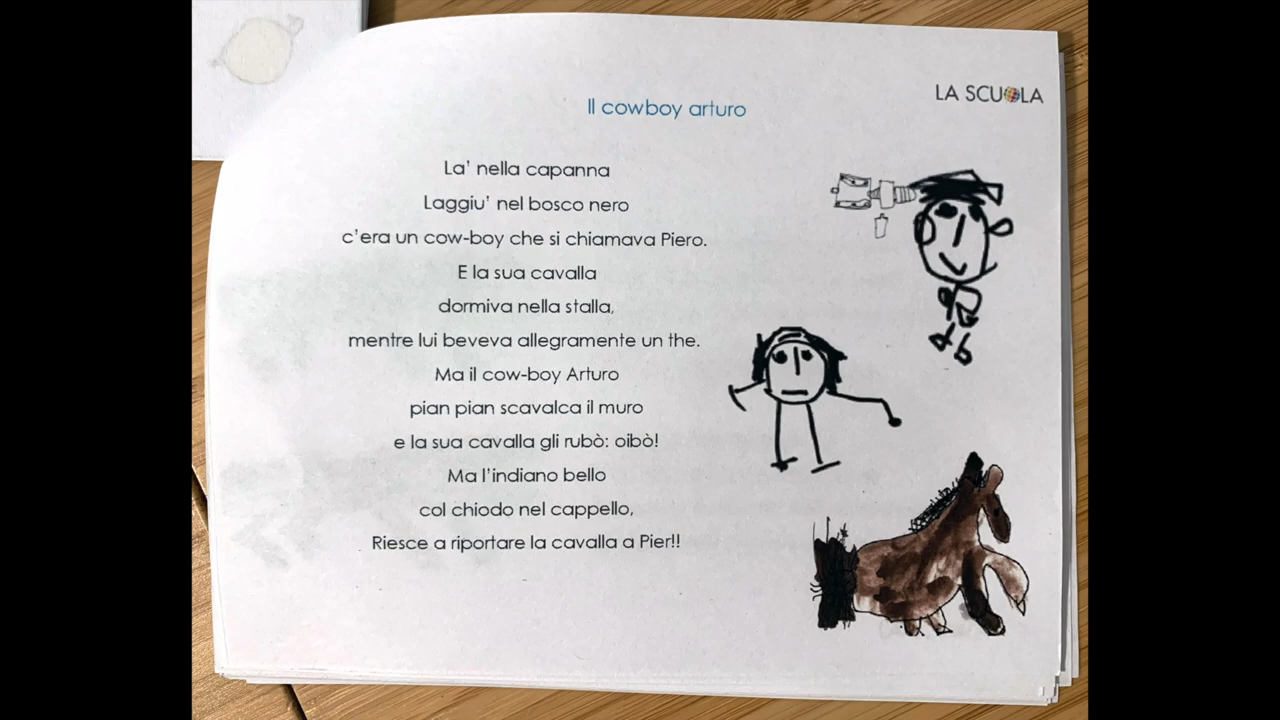 LA SCUOLA
Il cowboy arturo
La' nella capanna
Laggiu' nel bosco nero
c'era un cow-boy che si chiamava Piero.
E la sua cavalla
dormiva nella stalla,
mentre lui beveva allegramente un the.
Ma il cow-boy Arturo
pian pian scavalca il muro
e la sua cavalla gli rubò: oibò!
Ma l'indiano bello
col chiodo nel cappello,
Riesce a riportare la cavalla a Pier!!